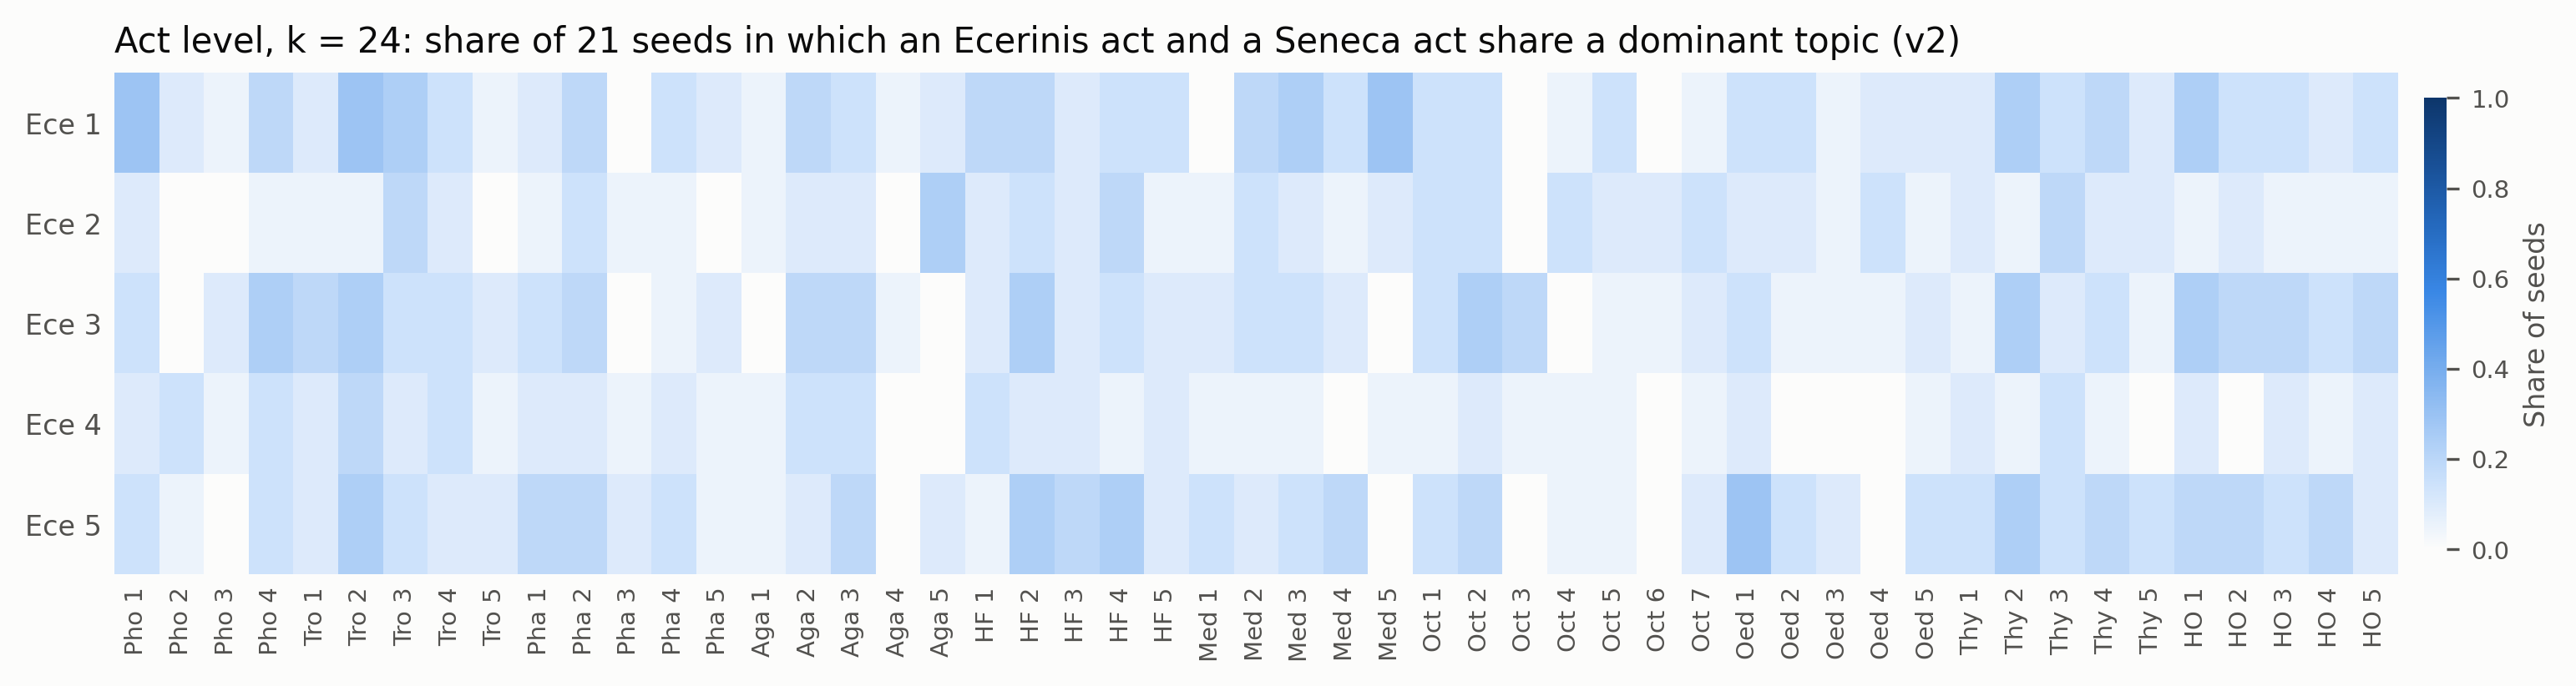 Act level, k = 24: share of 21 seeds in which an Ecerinis act and a Seneca act share a dominant topic (v2)
Ece 1
Ece 2
Ece 3
Ece 4
Ece 5
Pho 1
Pho 2
Pho 3
Pho 4
Tro 1
Tro 2
Tro 3
Tro 4
Tro 5
Pha 1
Pha 2
Pha 3
Pha 4
Pha 5
Aga 1
Aga 2
Aga 3
Aga 4
Aga 5
HF 1
HF 2
HF 3
HF 4
HF 5
Med 1
Med 2
Med 3
Med 4
Med 5
Oct 1
Oct 2
Oct 3
Oct 4
Oct 5
Oct 6
Oct 7
Oed 1
Oed 2
Oed 3
Oed 4
Oed 5
Thy 1
Thy 2
Thy 3
Thy 4
Thy 5
HO 1
HO 2
HO 3
HO 4
HO 5
1.0
0.8
0.6
0.4
0.2
0.0
Share of seeds